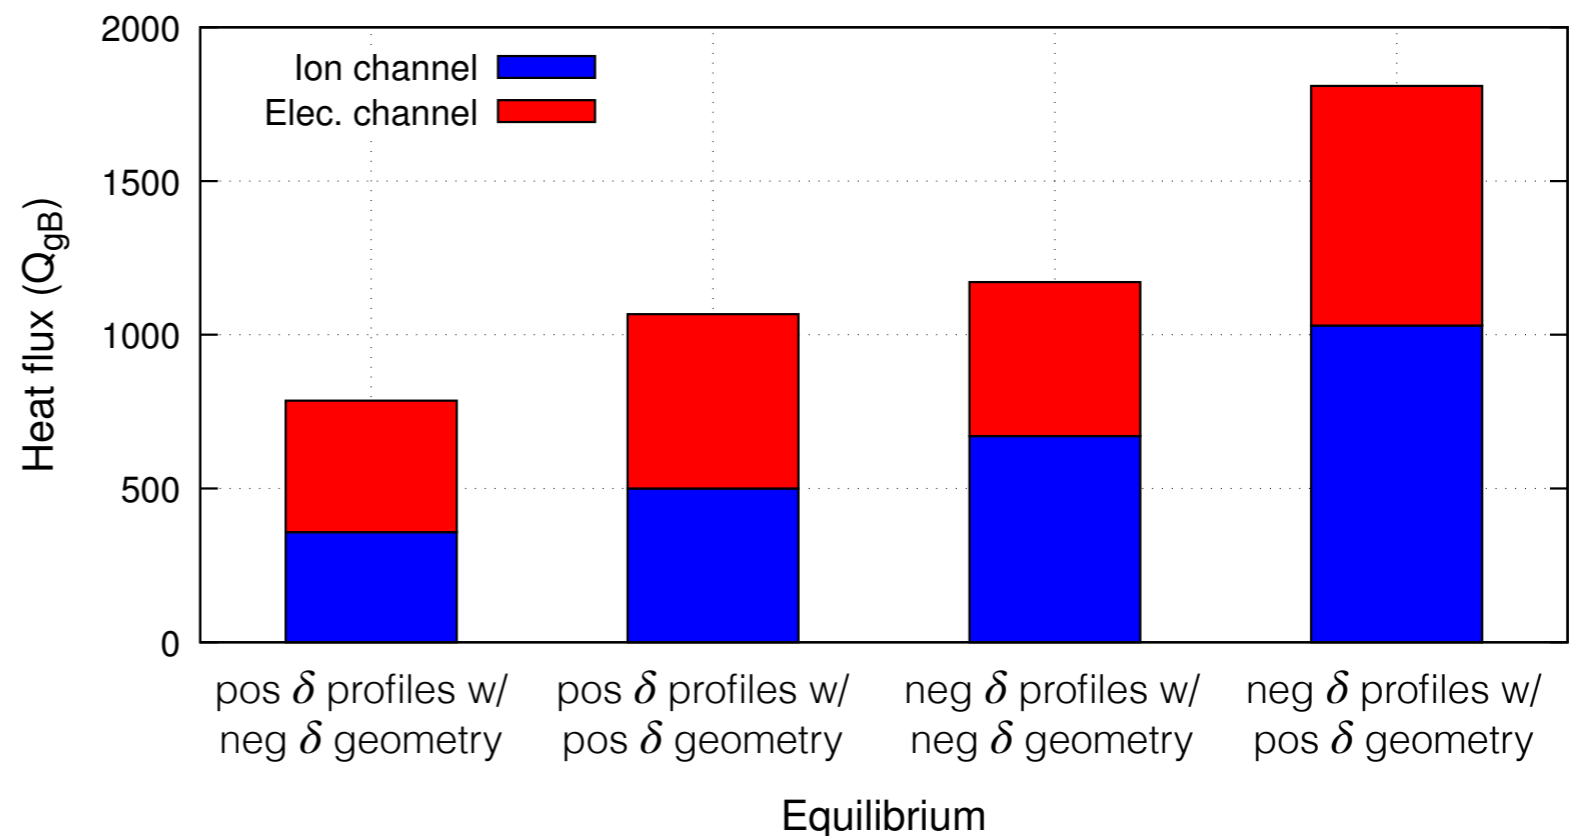 2000
1500
1000
500
0
Heat flux (QgB)
Ion channel
Elec. channel
pos δ profiles w/
neg δ geometry
pos δ profiles w/
pos δ geometry
neg δ profiles w/
neg δ geometry
neg δ profiles w/
pos δ geometry
Equilibrium